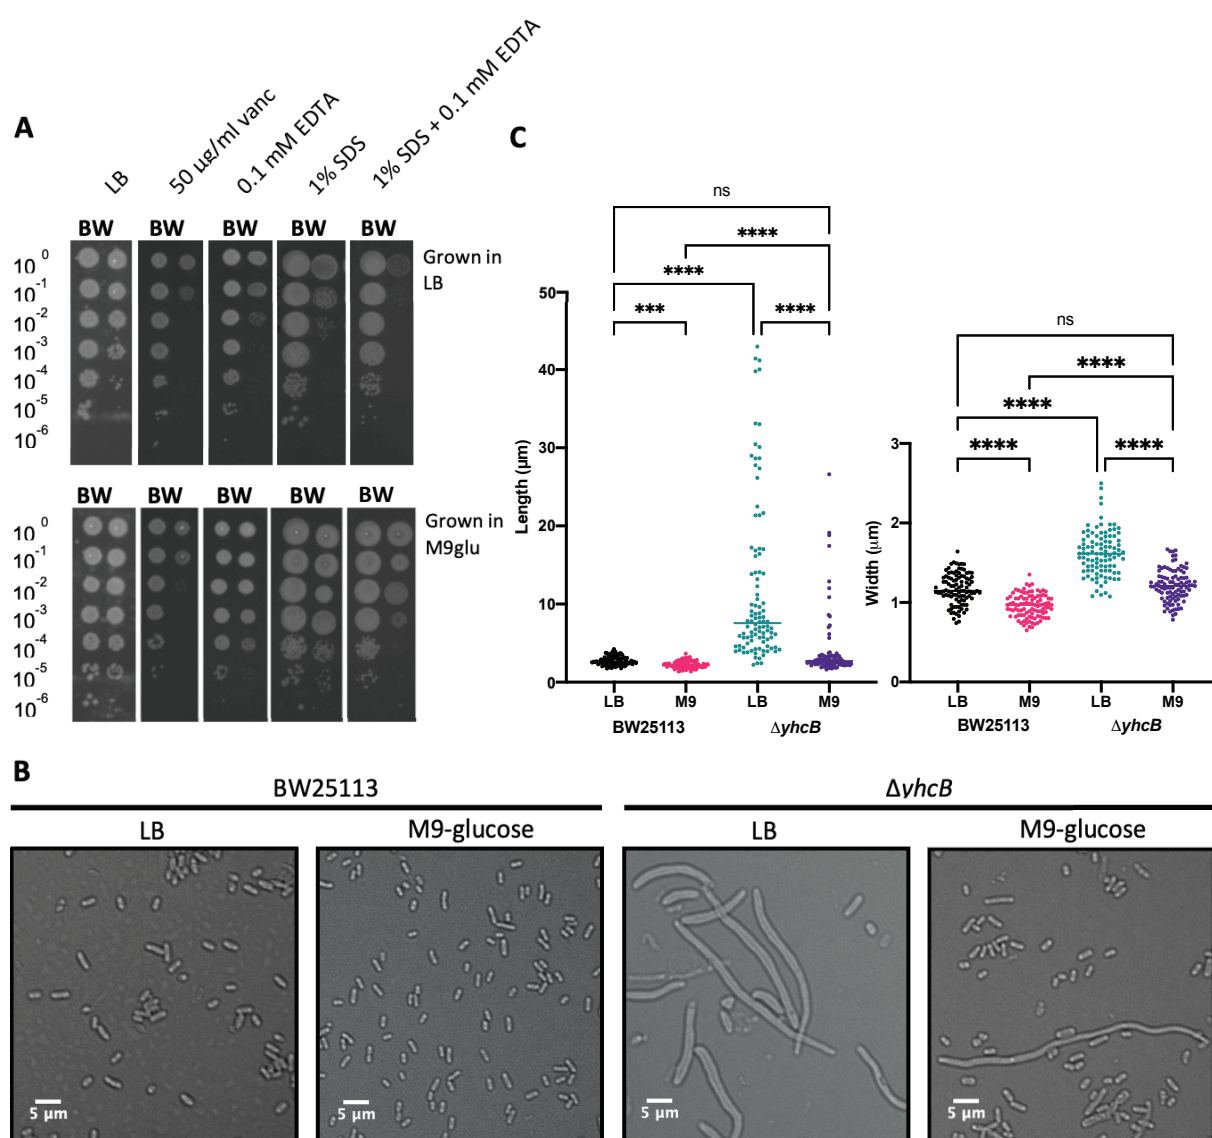 A
LB
50 µg/ml vanc
0.1 mM EDTA
1% SDS
1% SDS + 0.1 mM EDTA
BW BW BW BW BW
10^0
10^-1
10^-2
10^-3
10^-4
10^-5
10^-6
Grown in
LB
BW BW BW BW BW
10^0
10^-1
10^-2
10^-3
10^-4
10^-5
10^-6
Grown in
M9glu
C
ns
****
****
*** ****
50
40
30
20
10
0
Length (µm)
LB M9 LB M9
BW25113 ΔyhcB
ns
****
****
**** ****
3
2
1
0
Width (µm)
LB M9 LB M9
BW25113 ΔyhcB
B
BW25113 ΔyhcB
LB M9-glucose LB M9-glucose
5 µm 5 µm 5 µm 5 µm